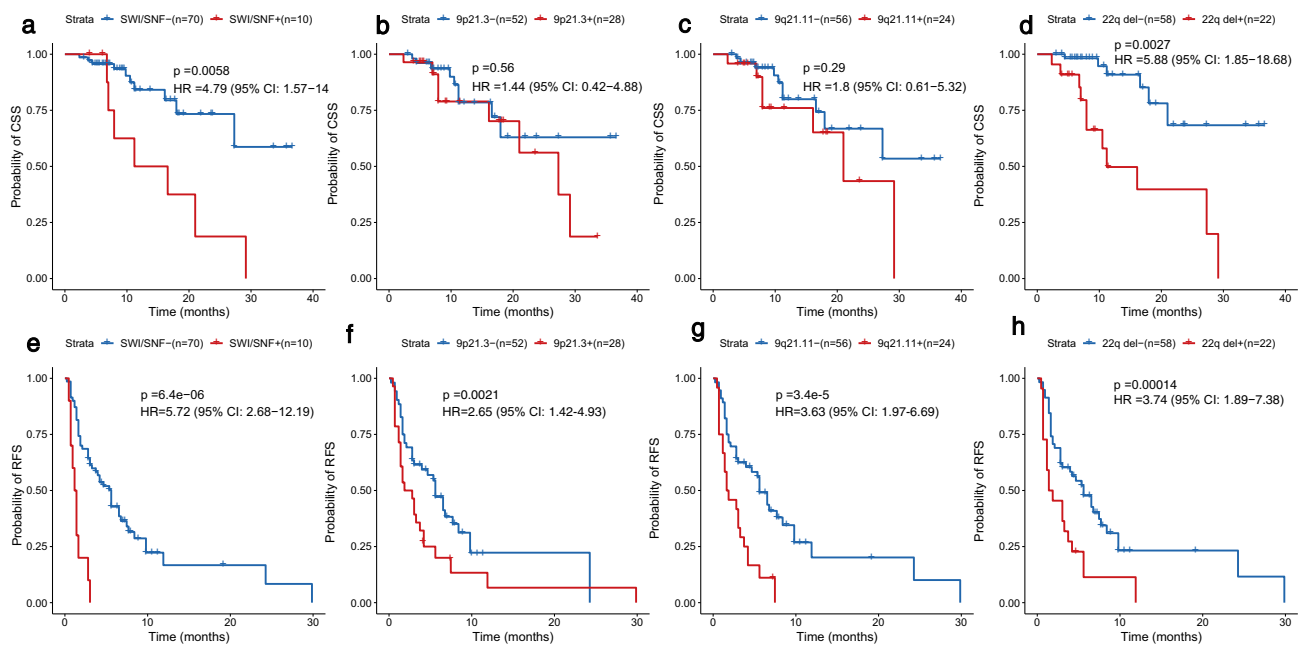 a
Strata SWI/SNF−(n=70) SWI/SNF+(n=10)
p =0.0058
HR =4.79 (95% CI: 1.57−14
Probability of CSS
1.00
0.75
0.50
0.25
0.00
0 10 20 30 40
Time (months)
b
Strata 9p21.3−(n=52) 9p21.3+(n=28)
p =0.56
HR =1.44 (95% CI: 0.42−4.88)
Probability of CSS
1.00
0.75
0.50
0.25
0.00
0 10 20 30 40
Time (months)
c
Strata 9q21.11−(n=56) 9q21.11+(n=24)
p =0.29
HR =1.8 (95% CI: 0.61−5.32)
Probability of CSS
1.00
0.75
0.50
0.25
0.00
0 10 20 30 40
Time (months)
d
Strata 22q del−(n=58) 22q del+(n=22)
p =0.0027
HR =5.88 (95% CI: 1.85−18.68)
Probability of CSS
1.00
0.75
0.50
0.25
0.00
0 10 20 30 40
Time (months)
e
Strata SWI/SNF−(n=70) SWI/SNF+(n=10)
p =6.4e−06
HR=5.72 (95% CI: 2.68−12.19)
Probability of RFS
1.00
0.75
0.50
0.25
0.00
0 10 20 30
Time (months)
f
Strata 9p21.3−(n=52) 9p21.3+(n=28)
p =0.0021
HR=2.65 (95% CI: 1.42-4.93)
Probability of RFS
1.00
0.75
0.50
0.25
0.00
0 10 20 30
Time (months)
g
Strata 9q21.11−(n=56) 9q21.11+(n=24)
p =3.4e-5
HR=3.63 (95% CI: 1.97-6.69)
Probability of RFS
1.00
0.75
0.50
0.25
0.00
0 10 20 30
Time (months)
h
Strata 22q del−(n=58) 22q del+(n=22)
p =0.00014
HR =3.74 (95% CI: 1.89−7.38)
Probability of RFS
1.00
0.75
0.50
0.25
0.00
0 10 20 30
Time (months)